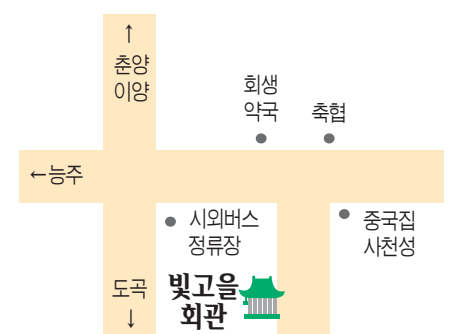 ↑
춘양
이양
회생
약국
축협
←능주
시외버스
정류장
중국집
사천성
도곡
↓
빛고을
회관